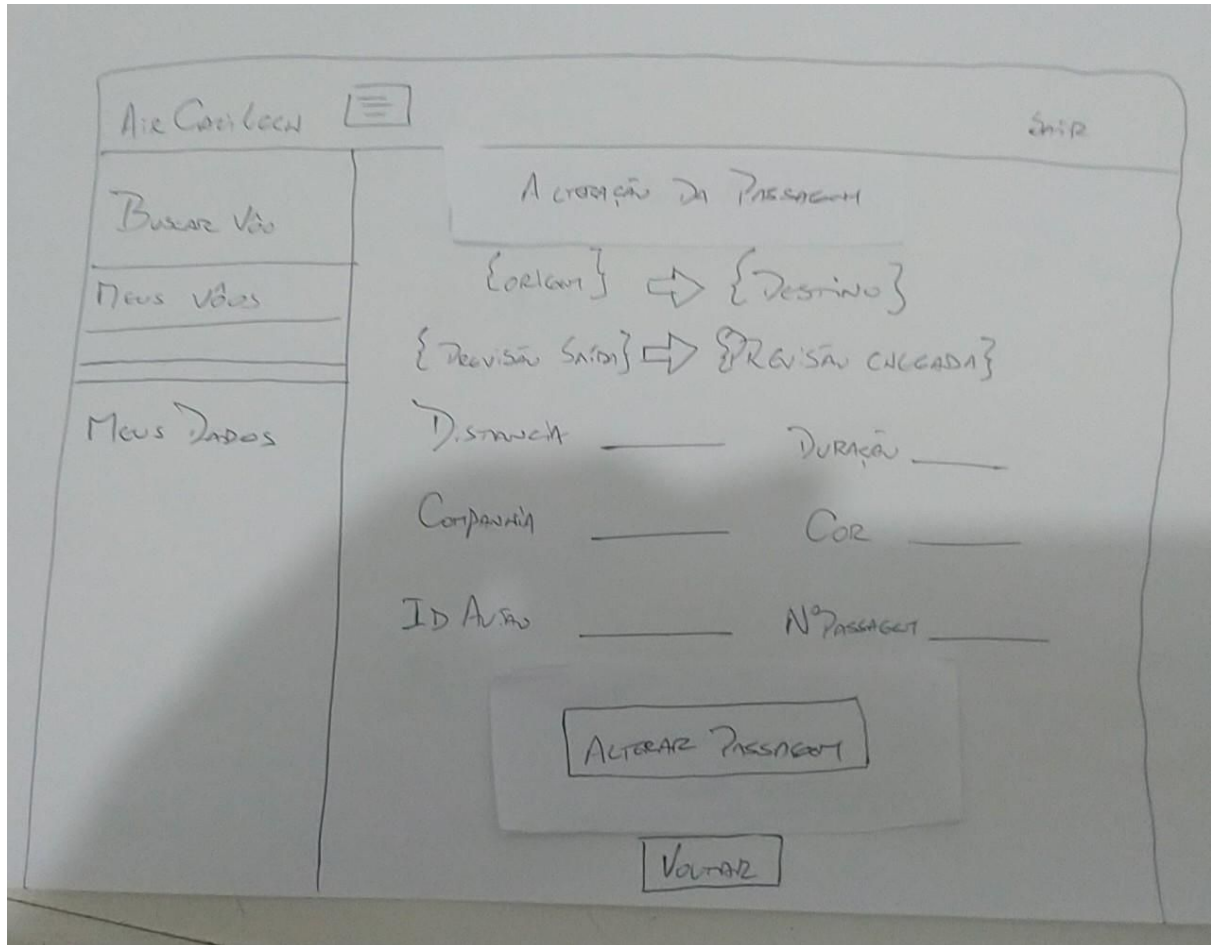 Air Sair
Alteração da Passagem
Buscar Vôo
{Origem} {Destino}
Meus Vôos
{Previsão Saída} {Previsão Chegada}
Meus Dados
Distancia Duração
Companhia Cor
ID Avião Nº Passagem
Alterar Passagem
Voltar